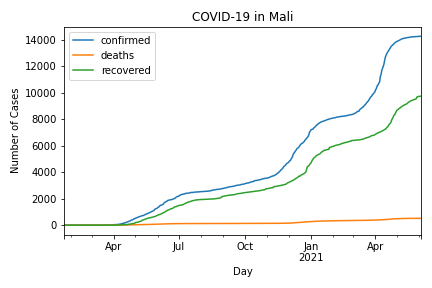 COVID-19 in Mali
confirmed
deaths
recovered
Number of Cases
14000
12000
10000
8000
6000
4000
2000
0
Apr Jul Oct Jan Apr
2021
Day